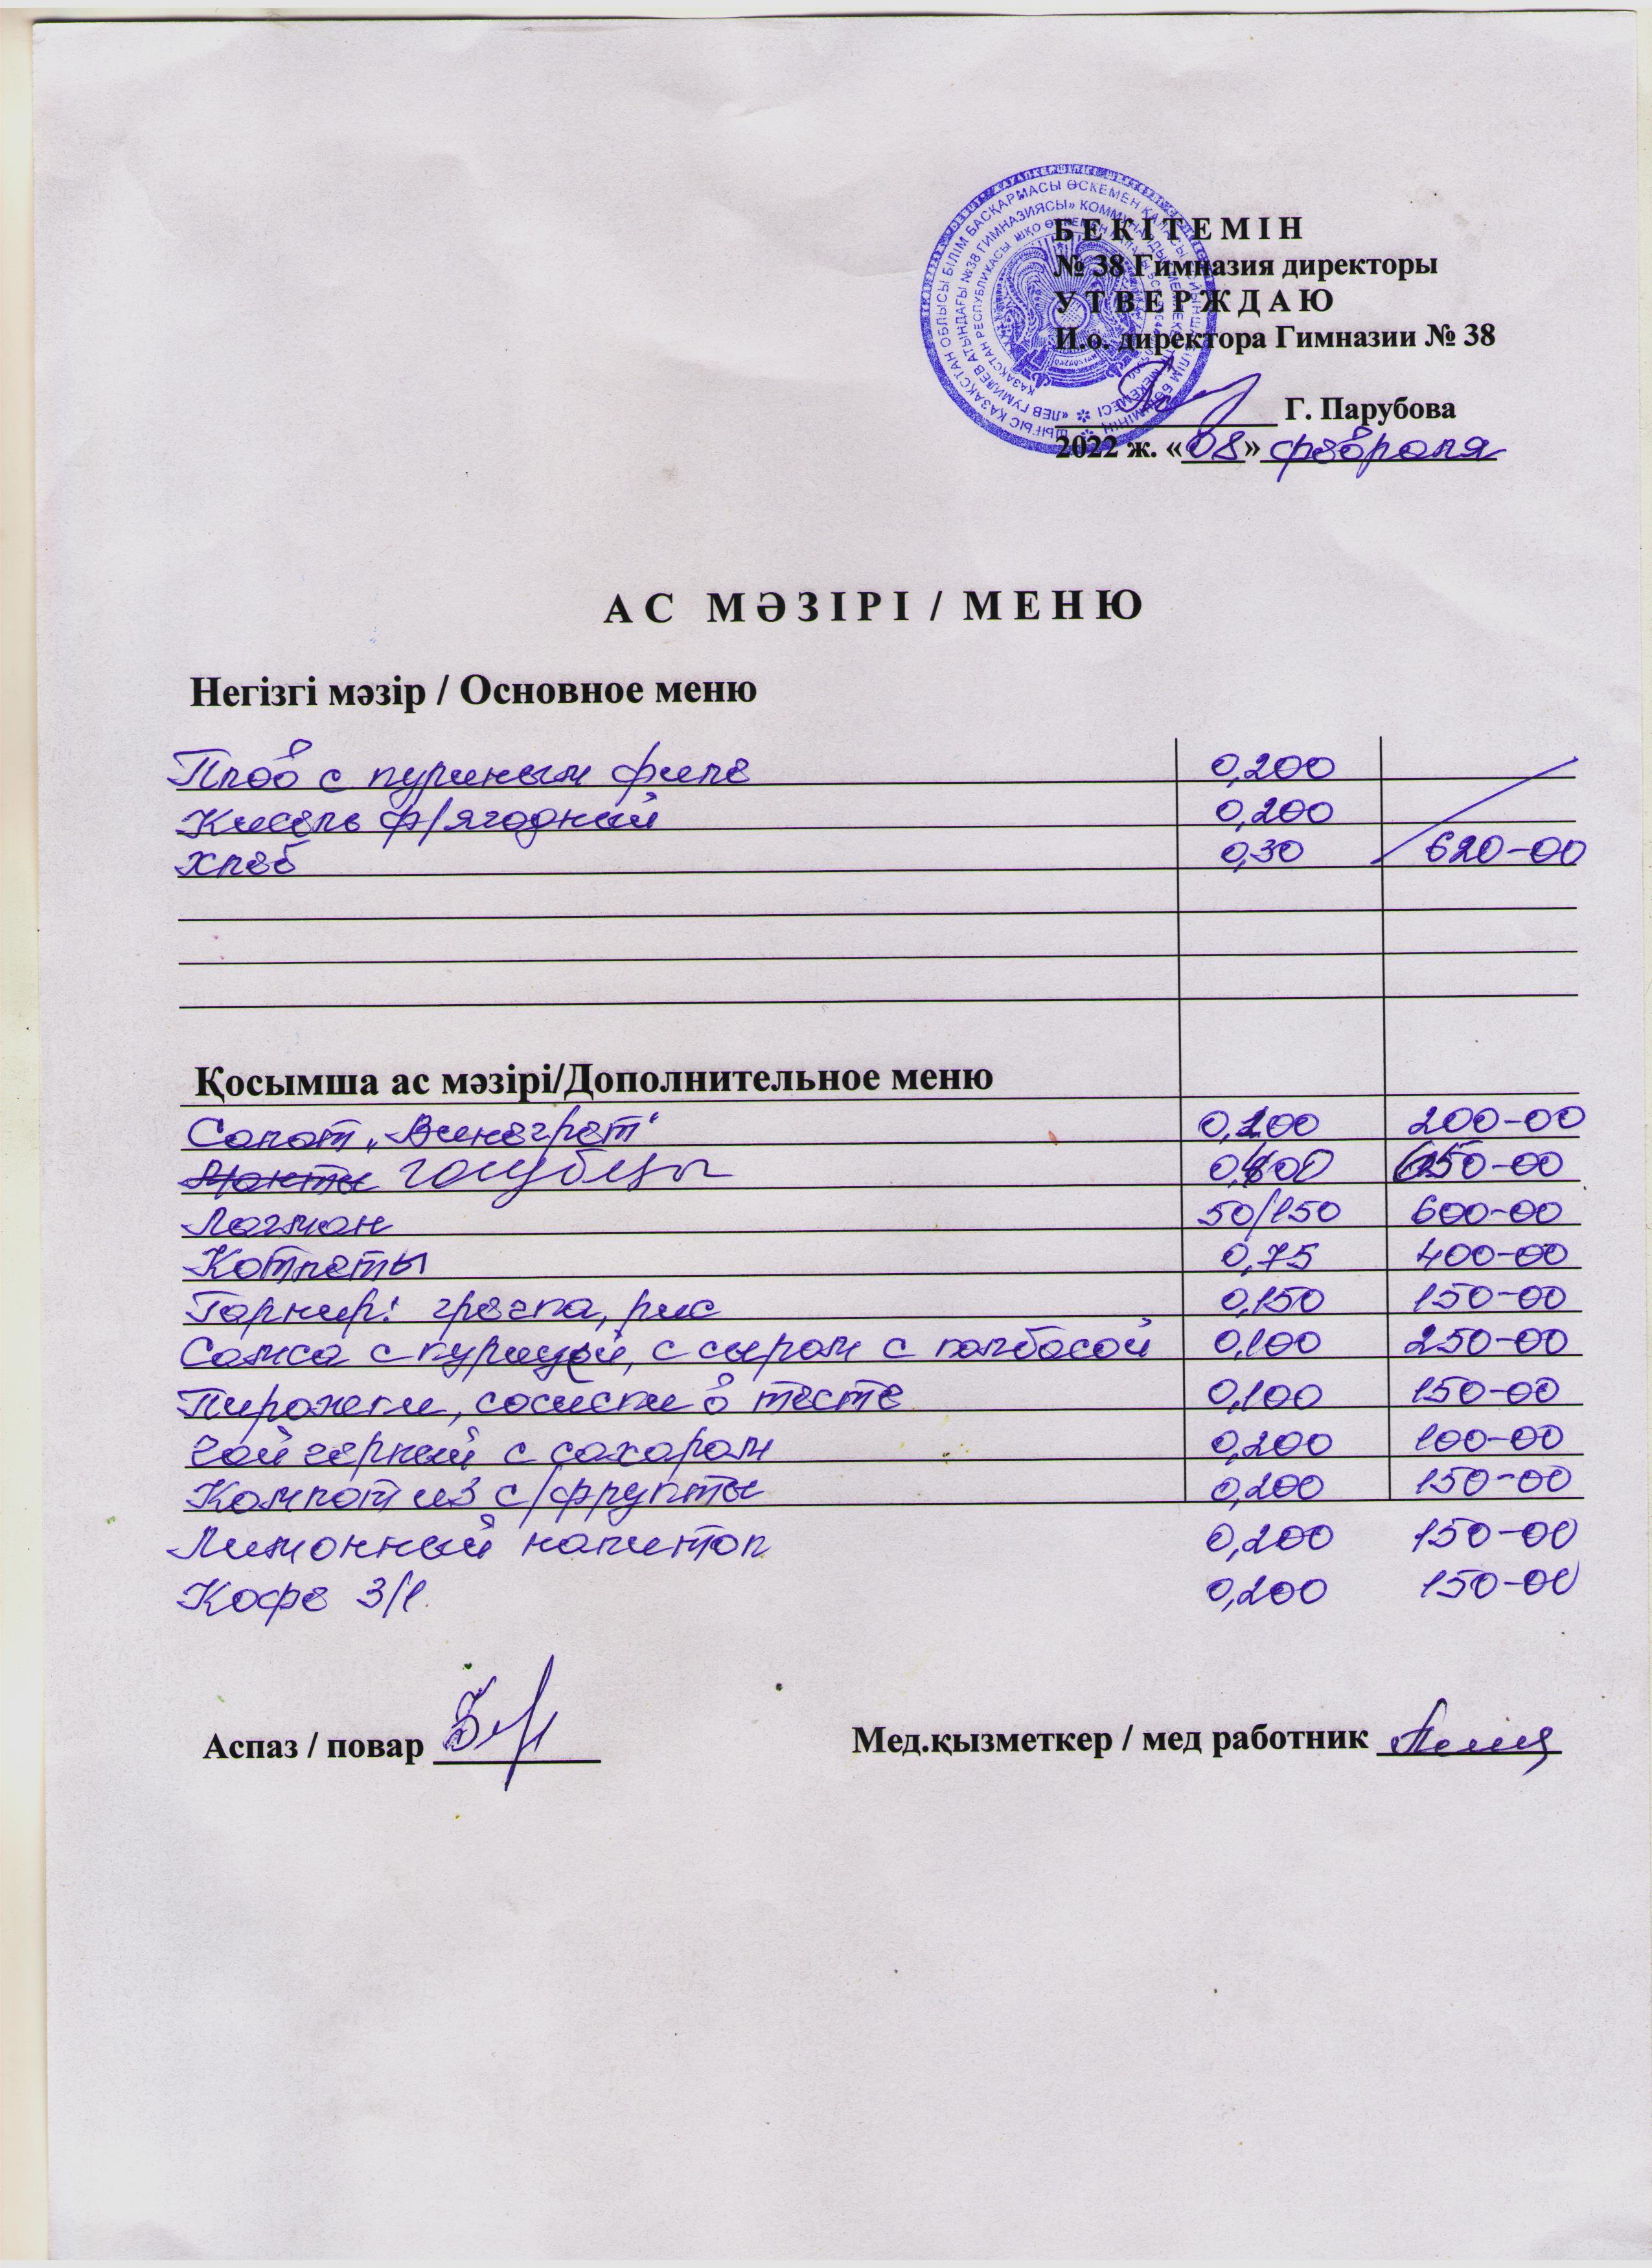 БЕКІТЕМІН
№ 38 Гимназия директоры
УТВЕРЖДАЮ
И.о. директора Гимназии № 38
Г. Парубова
2022 ж. «08» февраля
АС МӘЗІРІ / МЕНЮ
Негізгі мәзір / Основное меню
Плов с куриным филе 0,200
Кисель ф/ягодный 0,200
Хлеб 0,30 620-00
Қосымша ас мәзірі/Дополнительное меню
Салат „Винегрет“ 0,100 200-00
Манты голубцы 50-00
Лагман 50/150 600-00
Котлеты 0,75 400-00
Гарнир: гречка, рис 0,150 150-00
Самса с курицей, с сыром с колбасой 0,100 250-00
Пирожки, сосиски в тесте 0,100 150-00
Чай черный с сахаром 0,200 100-00
Компот из с/фрукты 0,200 150-00
Лимонный напиток 0,200 150-00
Кофе 3/1. 0,200 150-00
Аспаз / повар Мед.қызметкер / мед работник